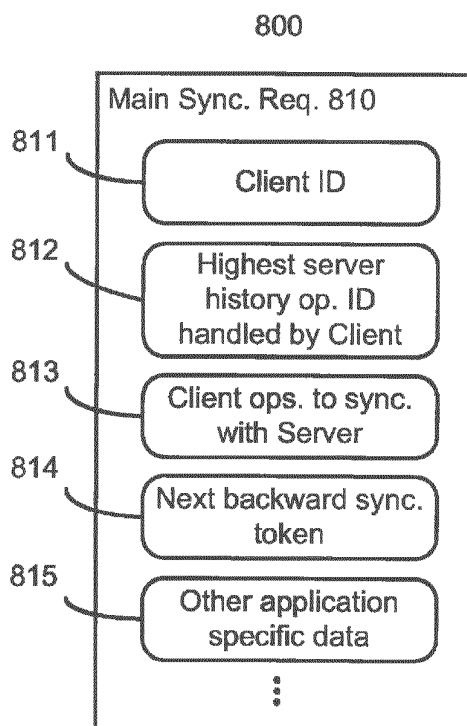 800
Main Sync. Req. 810
811
Client ID
812
Highest server
history op. ID
handled by Client
813
Client ops. to sync.
with Server
814
Next backward sync.
token
815
Other application
specific data